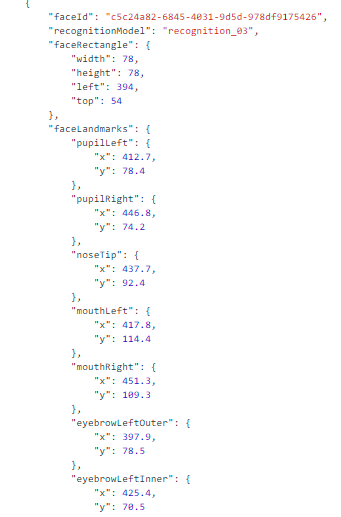 {
"faceId": "c5c24a82-6845-4031-9d5d-978df9175426",
"recognitionModel": "recognition_03",
"faceRectangle": {
"width": 78,
"height": 78,
"left": 394,
"top": 54
},
"faceLandmarks": {
"pupilLeft": {
"x": 412.7,
"y": 78.4
},
"pupilRight": {
"x": 446.8,
"y": 74.2
},
"noseTip": {
"x": 437.7,
"y": 92.4
},
"mouthLeft": {
"x": 417.8,
"y": 114.4
},
"mouthRight": {
"x": 451.3,
"y": 109.3
},
"eyebrowLeftOuter": {
"x": 397.9,
"y": 78.5
},
"eyebrowLeftInner": {
"x": 425.4,
"y": 70.5